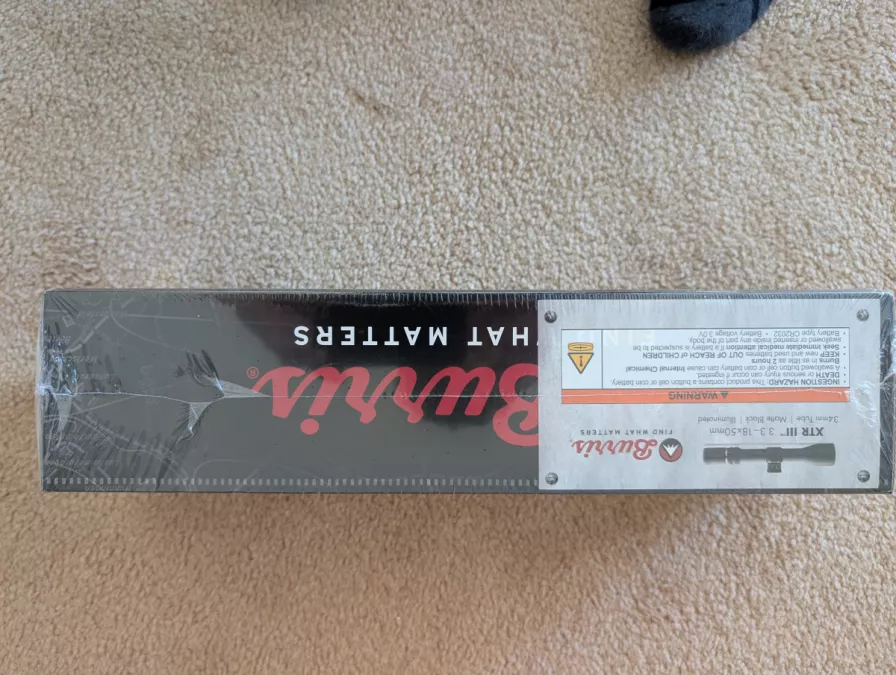 Burris®
HAT MATTERS
Burris
FIND WHAT MATTERS
XTR III™ 3.3-18x50mm
34mm Tube | Matte Black | Illuminated
WARNING
INGESTION HAZARD: This product contains a button cell or coin battery.
DEATH or serious injury can occur if ingested.
A swallowed button cell or coin battery can cause Internal Chemical
Burns in as little as 2 hours.
KEEP new and used batteries OUT OF REACH of CHILDREN
Seek immediate medical attention if a battery is suspected to be
swallowed or inserted inside any part of the body.
• Battery type CR2032 • Battery voltage 3.0V